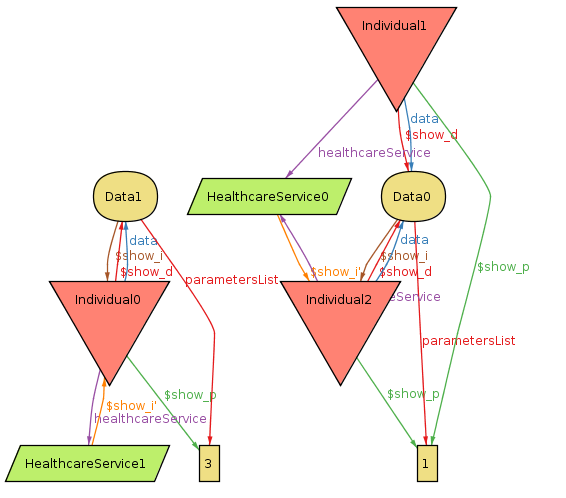 Individual1
data
$show_d
healthcareService
Data1
HealthcareService0
Data0
data
$show_i
$show_d
data
$show_i
$show_d
$show_p
parametersList
$show_i'
Individual0
Individual2
eService
parametersList
$show_p
$show_p
$show_i'
healthcareService
HealthcareService1
3
1